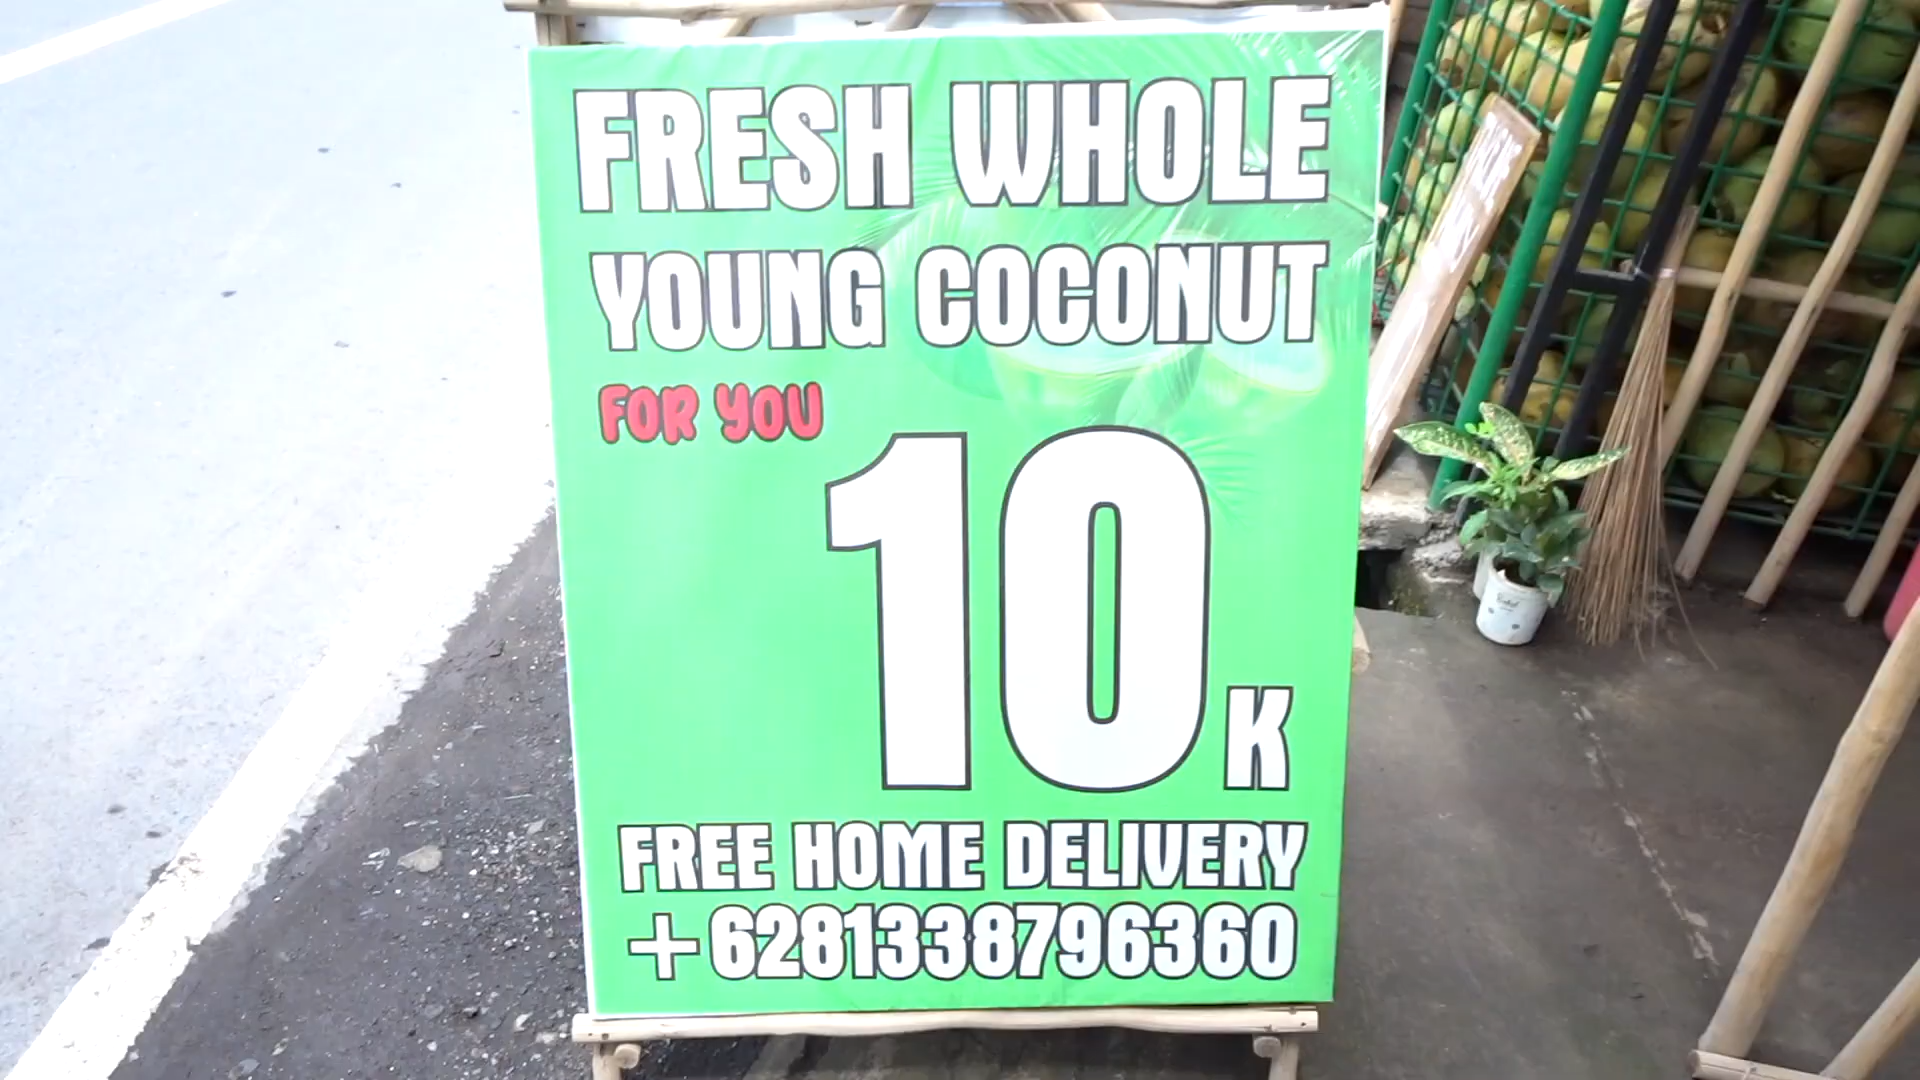 FRESH WHOLE
YOUNG COCONUT
FOR YOU
10K
FREE HOME DELIVERY
+6281338796360